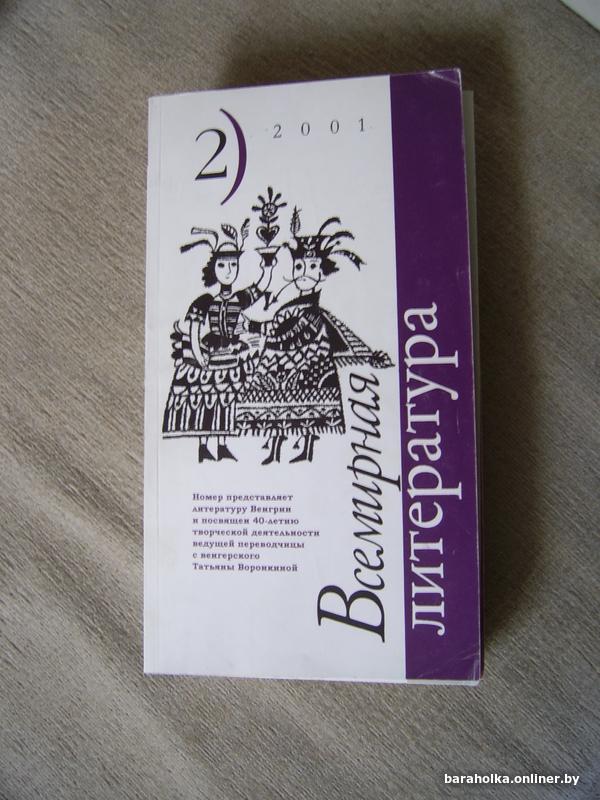 2) 2001
Всемирная
литература
Номер представляет
литературу Венгрии
и посвящен 40-летию
творческой деятельности
ведущей переводчицы
с венгерского
Татьяны Воронкиной
baraholka.onliner.by